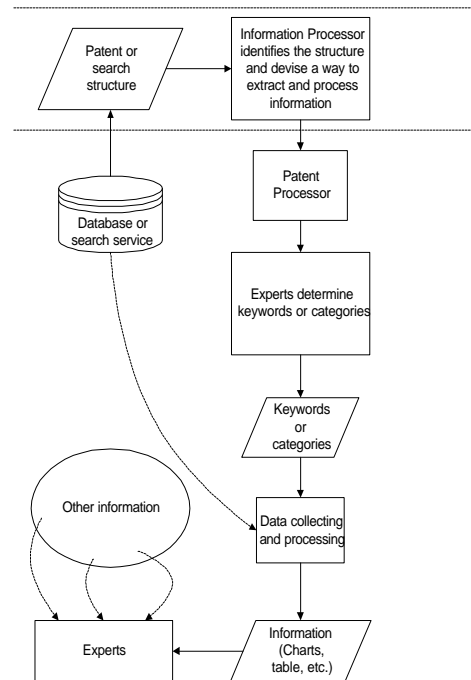 Patent or
search
structure
Information Processor
identifies the structure
and devise a way to
extract and process
information
Patent
Processor
Database or
search service
Experts determine
keywords or categories
Keywords
or
categories
Other information
Data collecting
and processing
Experts
Information
(Charts,
table, etc.)